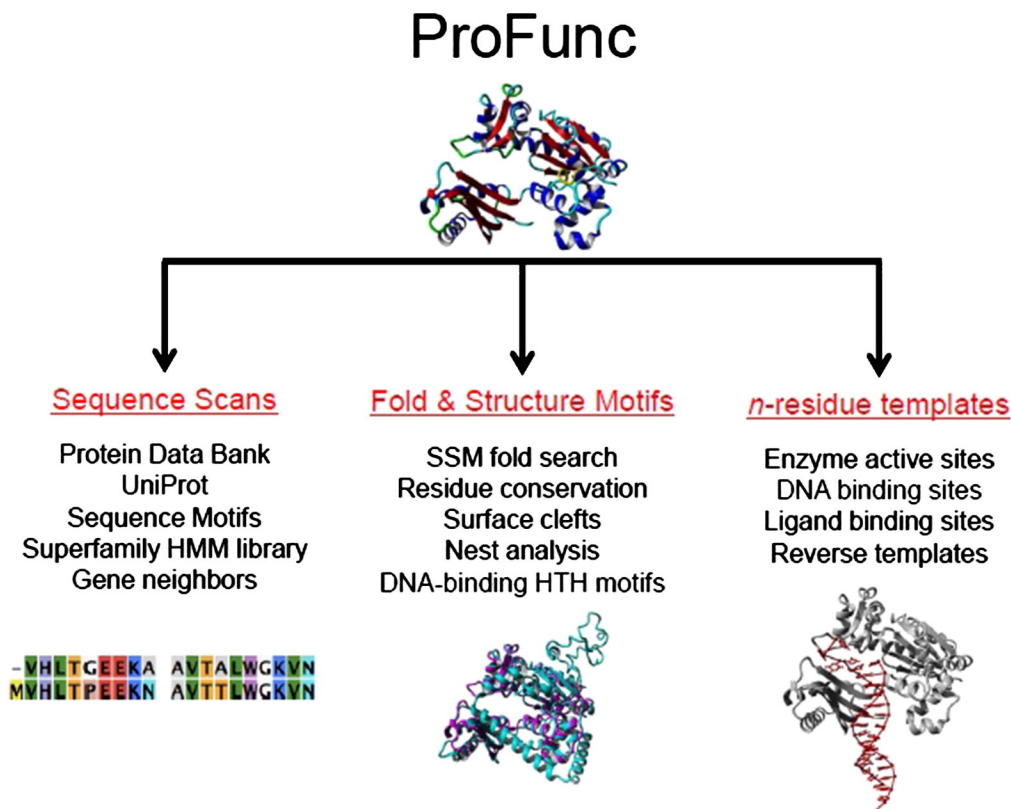 ProFunc
Sequence Scans
Protein Data Bank
UniProt
Sequence Motifs
Superfamily HMM library
Gene neighbors
-VHLTGEEKA AVTALWGKVN
MVHLTPEEKN AVTTLWGKVN
Fold & Structure Motifs
SSM fold search
Residue conservation
Surface clefts
Nest analysis
DNA-binding HTH motifs
n-residue templates
Enzyme active sites
DNA binding sites
Ligand binding sites
Reverse templates